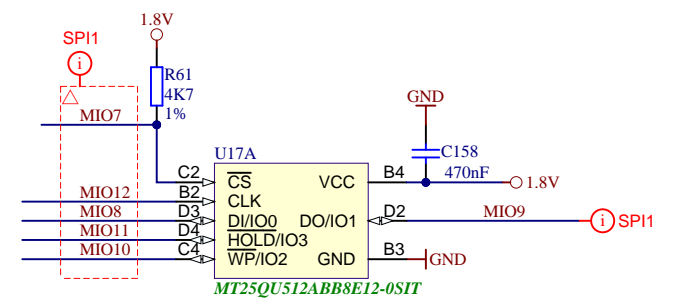 1.8V
SPI1
i
R61
4K7
1%
MIO7
GND
U17A
C158
470nF
C2
CS
VCC
B4
1.8V
MIO12
B2
CLK
MIO8
D3
DI/IO0
DO/IO1
D2
MIO9
i
SPI1
MIO11
D4
HOLD/IO3
MIO10
C4
WP/IO2
GND
B3
GND
MT25QU512ABB8E12-0SIT